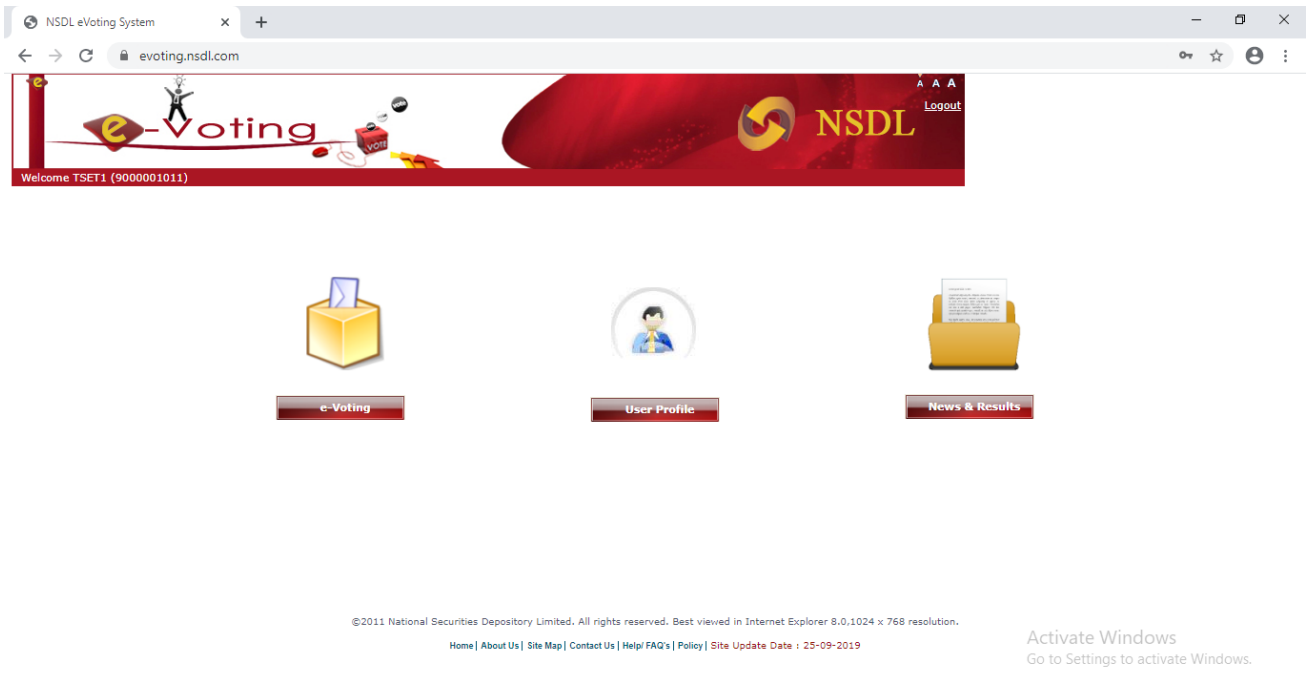 NSDL eVoting System
evoting.nsdl.com
A A A
Logout
e-Voting
vote
VOTE
NSDL
Welcome TSET1 (9000001011)
e-Voting
User Profile
News & Results
©2011 National Securities Depository Limited. All rights reserved. Best viewed in Internet Explorer 8.0,1024 x 768 resolution.
Home| About Us| Site Map| Contact Us| Help/ FAQ's| Policy| Site Update Date : 25-09-2019
Activate Windows
Go to Settings to activate Windows.